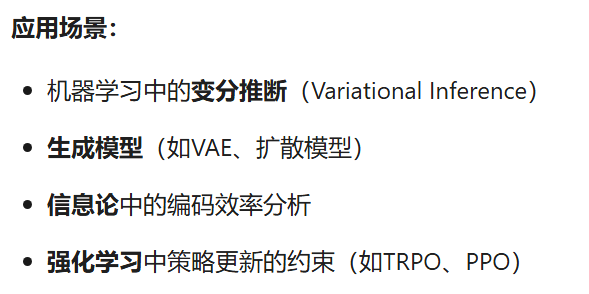 应用场景：
机器学习中的变分推断（Variational Inference）
生成模型（如VAE、扩散模型）
信息论中的编码效率分析
强化学习中策略更新的约束（如TRPO、PPO）